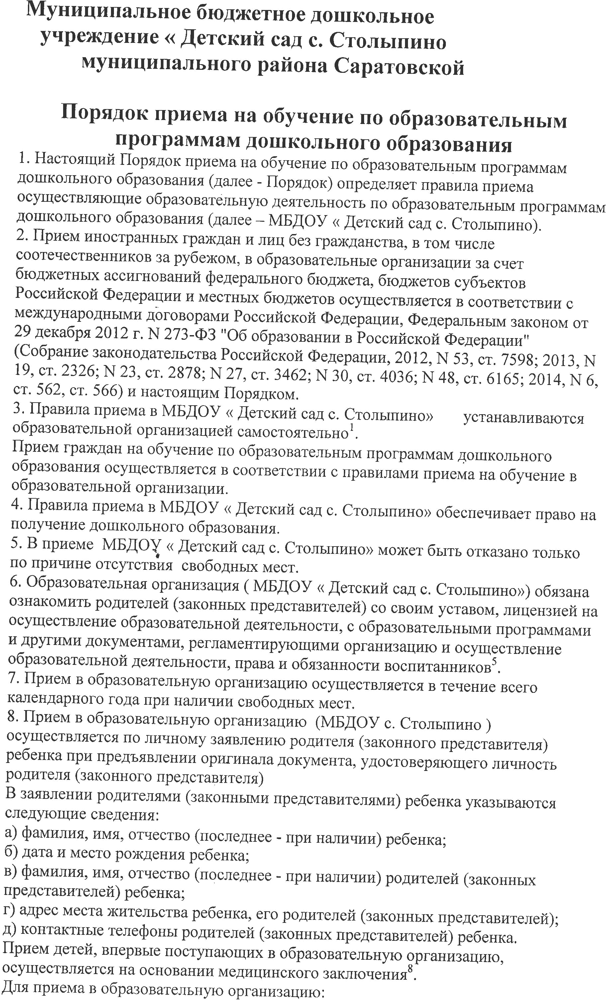 Муниципальное бюджетное дошкольное
учреждение « Детский сад с. Столыпино
муниципального района Саратовской
Порядок приема на обучение по образовательным
программам дошкольного образования
1. Настоящий Порядок приема на обучение по образовательным программам
дошкольного образования (далее - Порядок) определяет правила приема
осуществляющие образовательную деятельность по образовательным программам
дошкольного образования (далее – МБДОУ « Детский сад с. Столыпино).
2. Прием иностранных граждан и лиц без гражданства, в том числе
соотечественников за рубежом, в образовательные организации за счет
бюджетных ассигнований федерального бюджета, бюджетов субъектов
Российской Федерации и местных бюджетов осуществляется в соответствии с
международными договорами Российской Федерации, Федеральным законом от
29 декабря 2012 г. N 273-ФЗ "Об образовании в Российской Федерации"
(Собрание законодательства Российской Федерации, 2012, N 53, ст. 7598; 2013, N
19, ст. 2326; N 23, ст. 2878; N 27, ст. 3462; N 30, ст. 4036; N 48, ст. 6165; 2014, N 6,
ст. 562, ст. 566) и настоящим Порядком.
3. Правила приема в МБДОУ « Детский сад с. Столыпино» устанавливаются
образовательной организацией самостоятельно¹.
Прием граждан на обучение по образовательным программам дошкольного
образования осуществляется в соответствии с правилами приема на обучение в
образовательной организации.
4. Правила приема в МБДОУ « Детский сад с. Столыпино» обеспечивает право на
получение дошкольного образования.
5. В приеме МБДОУ « Детский сад с. Столыпино» может быть отказано только
по причине отсутствия свободных мест.
6. Образовательная организация ( МБДОУ « Детский сад с. Столыпино») обязана
ознакомить родителей (законных представителей) со своим уставом, лицензией на
осуществление образовательной деятельности, с образовательными программами
и другими документами, регламентирующими организацию и осуществление
образовательной деятельности, права и обязанности воспитанников⁵.
7. Прием в образовательную организацию осуществляется в течение всего
календарного года при наличии свободных мест.
8. Прием в образовательную организацию (МБДОУ с. Столыпино )
осуществляется по личному заявлению родителя (законного представителя)
ребенка при предъявлении оригинала документа, удостоверяющего личность
родителя (законного представителя)
В заявлении родителями (законными представителями) ребенка указываются
следующие сведения:
а) фамилия, имя, отчество (последнее - при наличии) ребенка;
б) дата и место рождения ребенка;
в) фамилия, имя, отчество (последнее - при наличии) родителей (законных
представителей) ребенка;
г) адрес места жительства ребенка, его родителей (законных представителей);
д) контактные телефоны родителей (законных представителей) ребенка.
Прием детей, впервые поступающих в образовательную организацию,
осуществляется на основании медицинского заключения⁸.
Для приема в образовательную организацию: